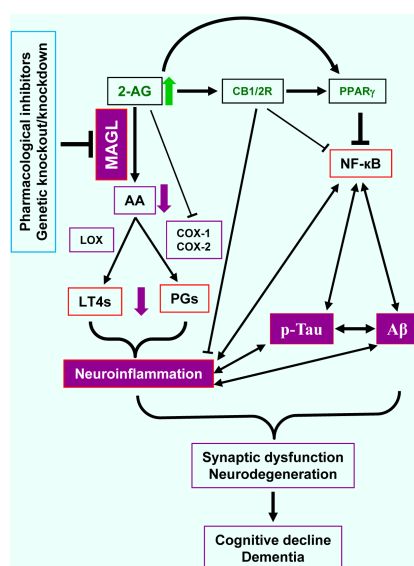 Pharmacological inhibitors
Genetic knockout/knockdown
2-AG
CB1/2R
PPARγ
MAGL
NF-κB
AA
LOX
COX-1
COX-2
LT4s
PGs
p-Tau
Aβ
Neuroinflammation
Synaptic dysfunction
Neurodegeneration
Cognitive decline
Dementia